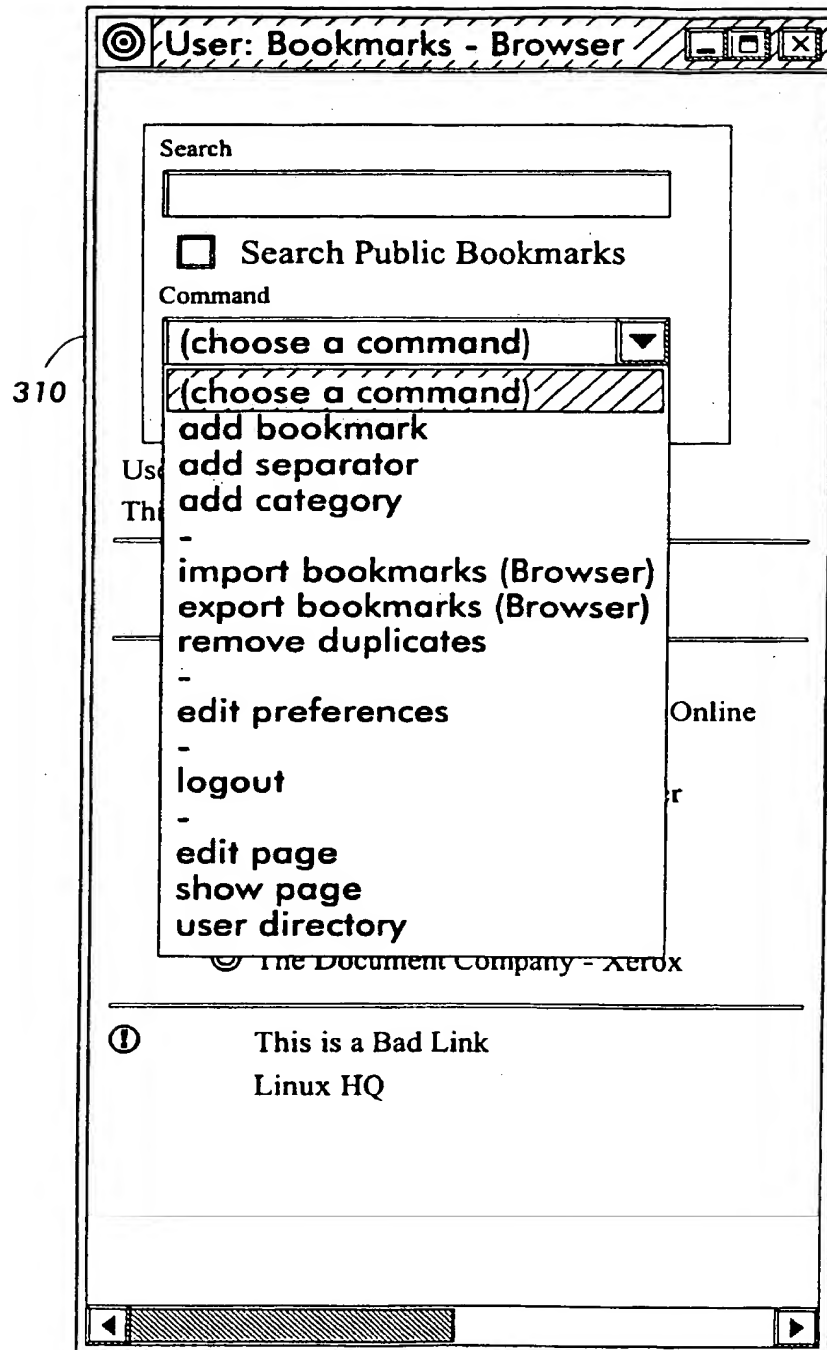 User: Bookmarks - Browser
Search
Search Public Bookmarks
Command
(choose a command)
310
(choose a command)
add bookmark
add separator
add category
-
import bookmarks (Browser)
export bookmarks (Browser)
remove duplicates
-
edit preferences
Online
-
logout
-
edit page
show page
user directory
The Document Company - Xerox
This is a Bad Link
Linux HQ